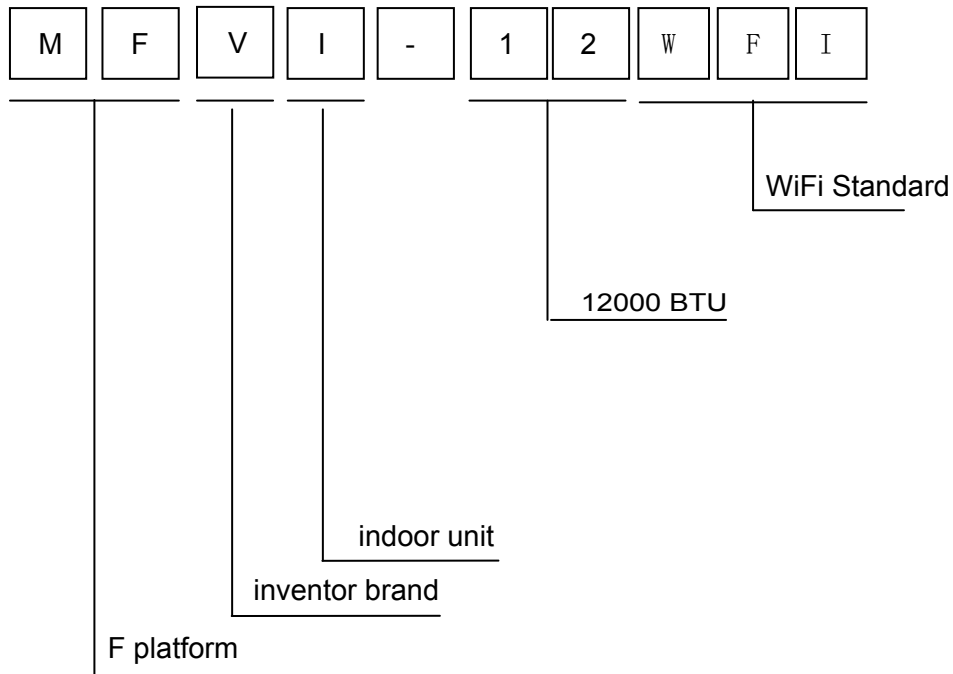 M F V I - 1 2 W F I
WiFi Standard
12000 BTU
indoor unit
inventor brand
F platform